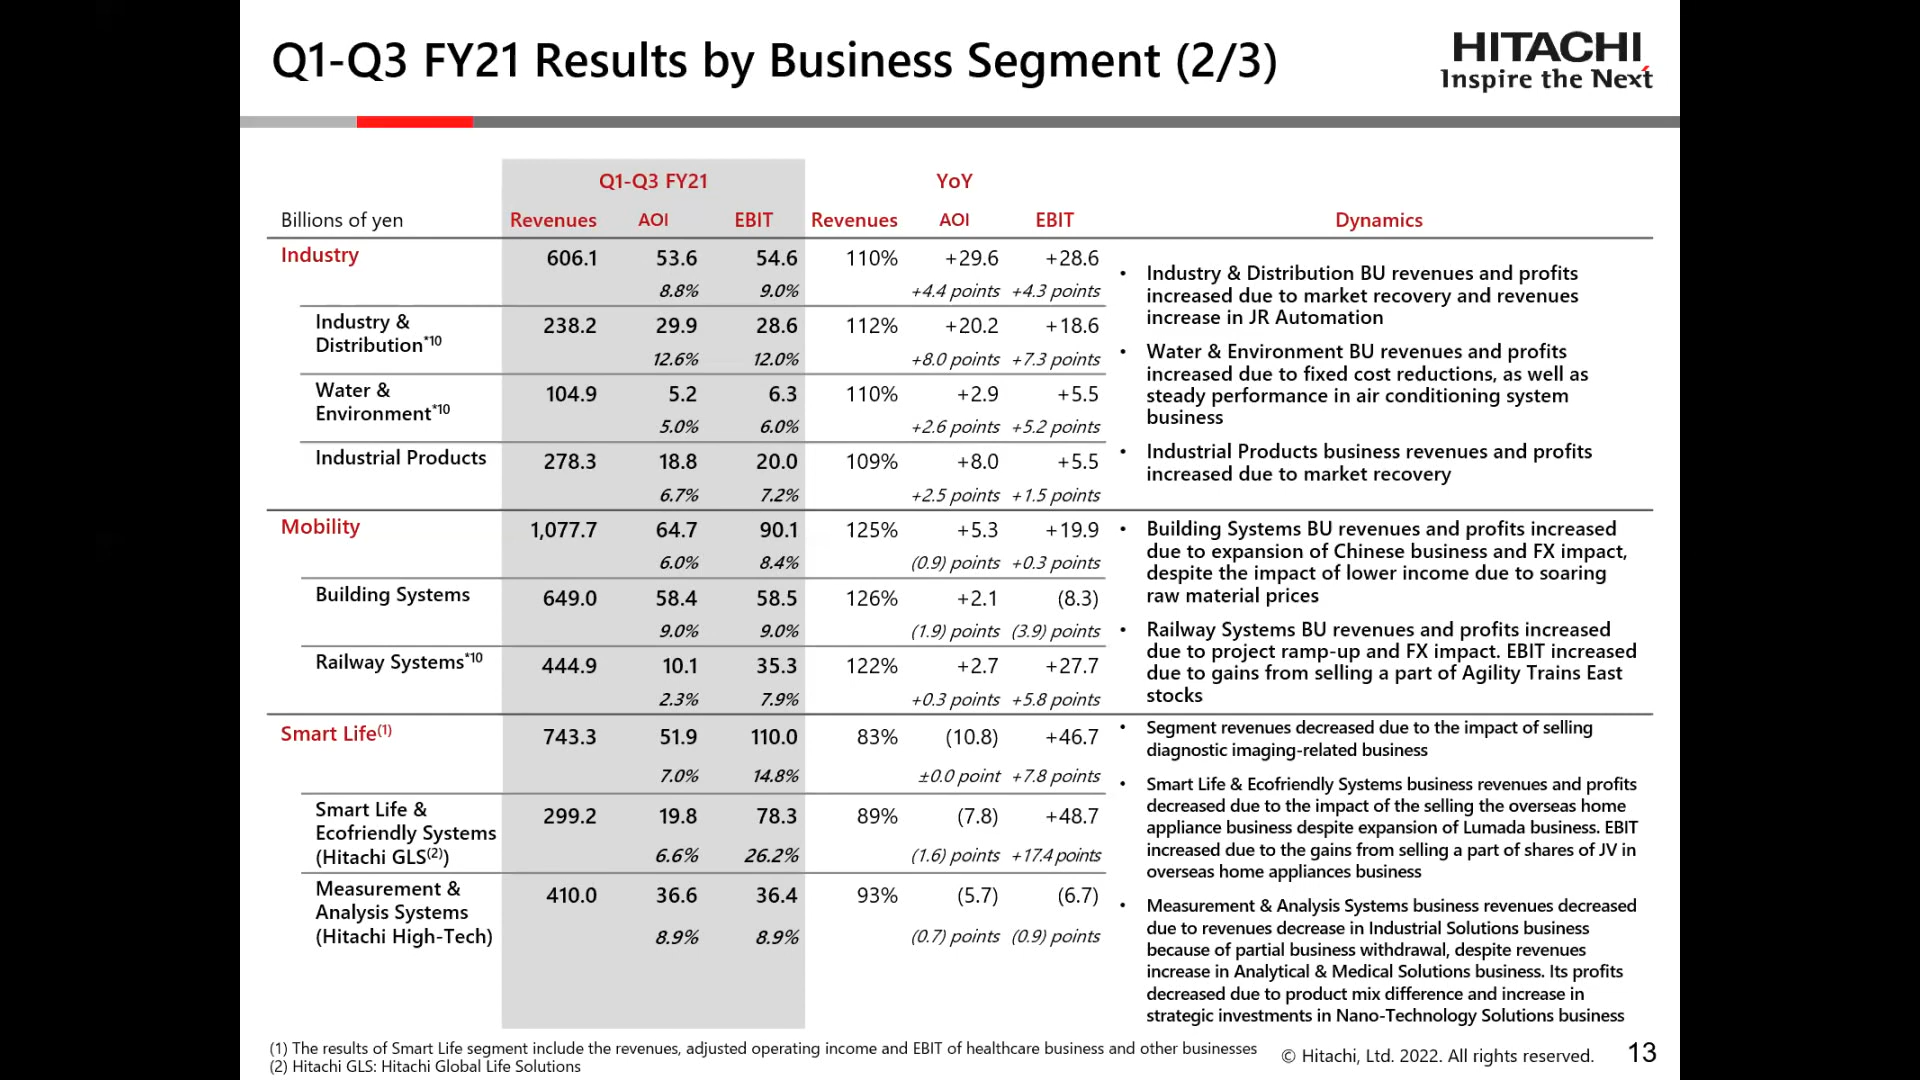 Q1-Q3 FY21 Results by Business Segment (2/3)
HITACHI
Inspire the Next
Q1-Q3 FY21 YoY
Billions of yen Revenues AOI EBIT Revenues AOI EBIT Dynamics
Industry 606.1 53.6 54.6 110% +29.6 +28.6
8.8% 9.0% +4.4 points +4.3 points
Industry &
Distribution*10 238.2 29.9 28.6 112% +20.2 +18.6
12.6% 12.0% +8.0 points +7.3 points
Water &
Environment*10 104.9 5.2 6.3 110% +2.9 +5.5
5.0% 6.0% +2.6 points +5.2 points
Industrial Products 278.3 18.8 20.0 109% +8.0 +5.5
6.7% 7.2% +2.5 points +1.5 points
• Industry & Distribution BU revenues and profits
increased due to market recovery and revenues
increase in JR Automation
• Water & Environment BU revenues and profits
increased due to fixed cost reductions, as well as
steady performance in air conditioning system
business
• Industrial Products business revenues and profits
increased due to market recovery
Mobility 1,077.7 64.7 90.1 125% +5.3 +19.9
6.0% 8.4% (0.9) points +0.3 points
Building Systems 649.0 58.4 58.5 126% +2.1 (8.3)
9.0% 9.0% (1.9) points (3.9) points
Railway Systems*10 444.9 10.1 35.3 122% +2.7 +27.7
2.3% 7.9% +0.3 points +5.8 points
• Building Systems BU revenues and profits increased
due to expansion of Chinese business and FX impact,
despite the impact of lower income due to soaring
raw material prices
• Railway Systems BU revenues and profits increased
due to project ramp-up and FX impact. EBIT increased
due to gains from selling a part of Agility Trains East
stocks
Smart Life(1) 743.3 51.9 110.0 83% (10.8) +46.7
7.0% 14.8% ±0.0 point +7.8 points
Smart Life &
Ecofriendly Systems
(Hitachi GLS(2)) 299.2 19.8 78.3 89% (7.8) +48.7
6.6% 26.2% (1.6) points +17.4 points
Measurement &
Analysis Systems
(Hitachi High-Tech) 410.0 36.6 36.4 93% (5.7) (6.7)
8.9% 8.9% (0.7) points (0.9) points
• Segment revenues decreased due to the impact of selling
diagnostic imaging-related business
• Smart Life & Ecofriendly Systems business revenues and profits
decreased due to the impact of the selling the overseas home
appliance business despite expansion of Lumada business. EBIT
increased due to the gains from selling a part of shares of JV in
overseas home appliances business
• Measurement & Analysis Systems business revenues decreased
due to revenues decrease in Industrial Solutions business
because of partial business withdrawal, despite revenues
increase in Analytical & Medical Solutions business. Its profits
decreased due to product mix difference and increase in
strategic investments in Nano-Technology Solutions business
(1) The results of Smart Life segment include the revenues, adjusted operating income and EBIT of healthcare business and other businesses
(2) Hitachi GLS: Hitachi Global Life Solutions
© Hitachi, Ltd. 2022. All rights reserved. 13